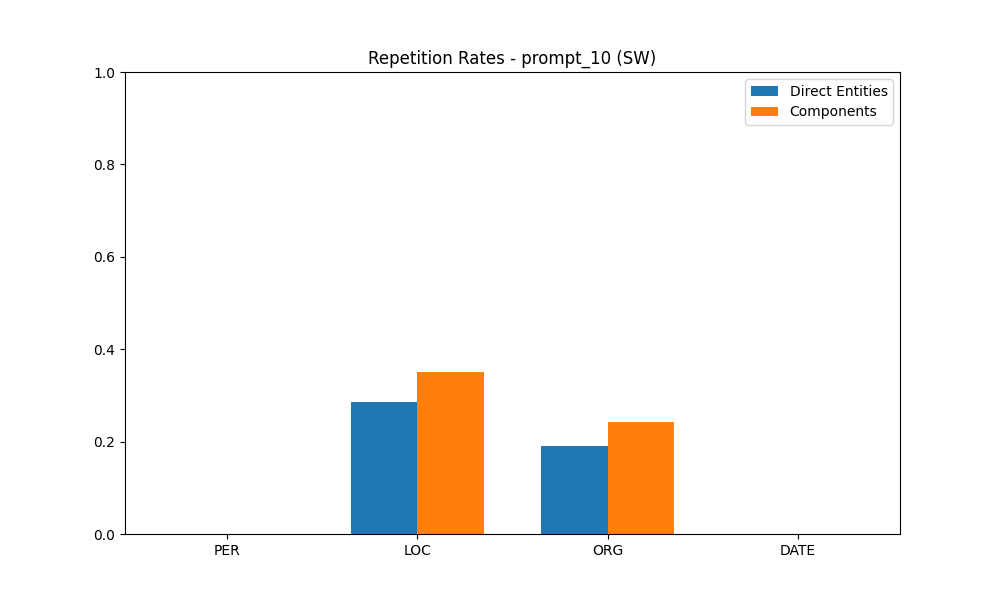 Repetition Rates - prompt_10 (SW)
Direct Entities
Components
1.0
0.8
0.6
0.4
0.2
0.0
PER LOC ORG DATE